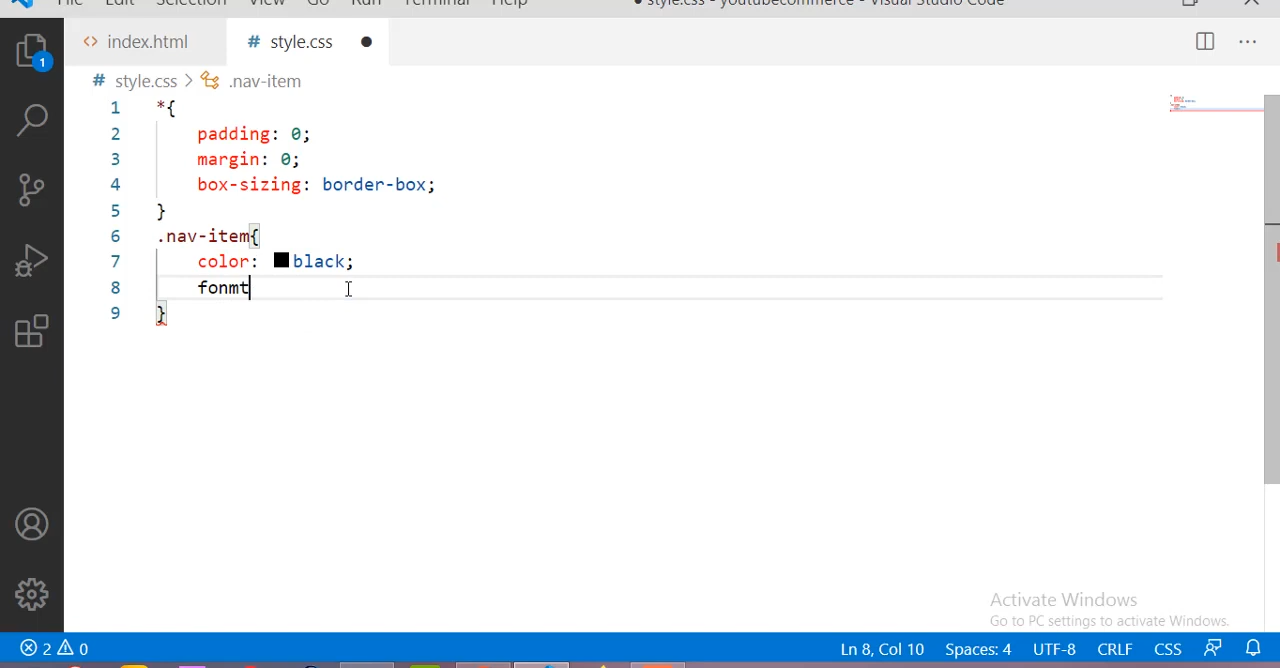 File Edit Selection View Go Run Terminal Help ● style.css - youtubecommerce - Visual Studio Code
<> index.html # style.css ●
# style.css > .nav-item
1 *{
2 padding: 0;
3 margin: 0;
4 box-sizing: border-box;
5 }
6 .nav-item{
7 color: black;
8 fonmt
9 }
1
Activate Windows
Go to PC settings to activate Windows.
2 0 Ln 8, Col 10 Spaces: 4 UTF-8 CRLF CSS